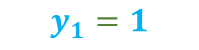 y₁ = 1